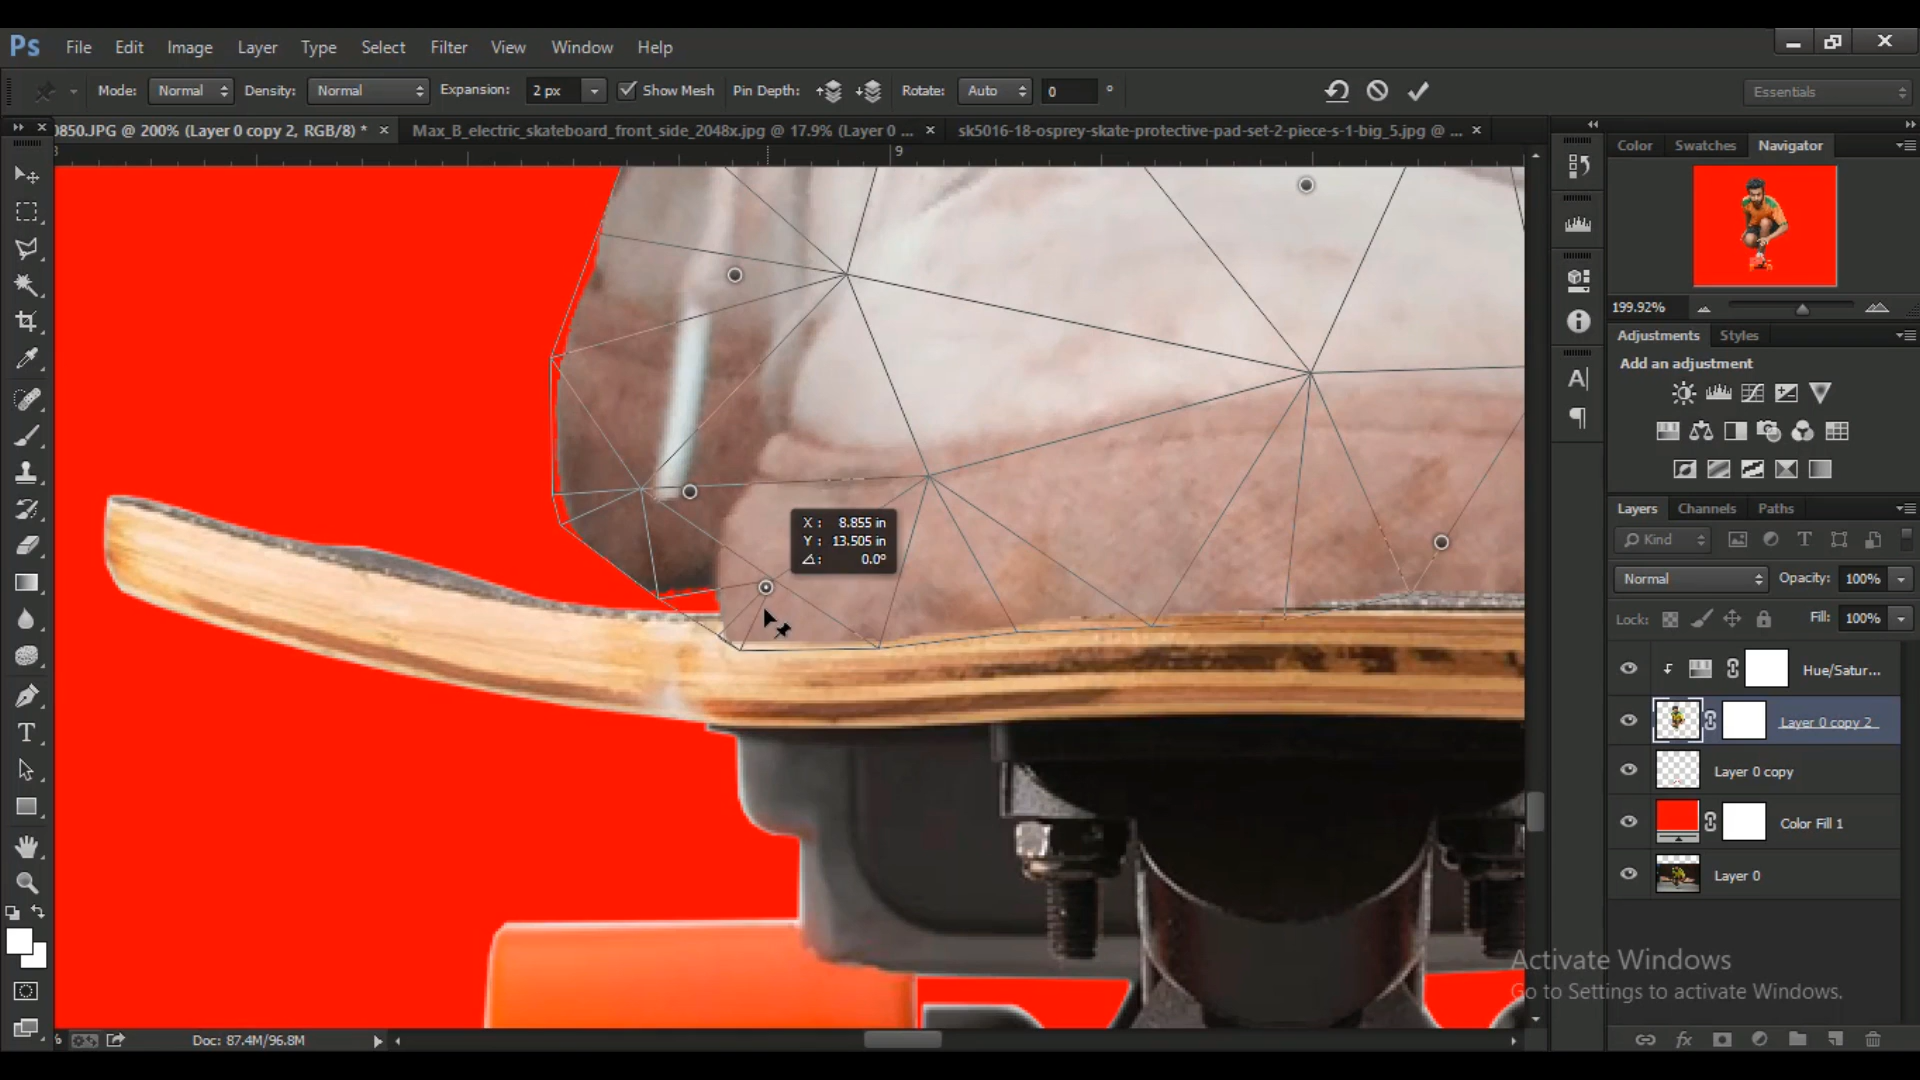 Ps File Edit Image Layer Type Select Filter View Window Help
Mode: Normal Density: Normal Expansion: 2 px Show Mesh Pin Depth: Rotate: Auto 0 ° Essentials
0850.JPG @ 200% (Layer 0 copy 2, RGB/8) * × Max_B_electric_skateboard_front_side_2048x.jpg @ 17.9% (Layer 0 ... × sk5016-18-osprey-skate-protective-pad-set-2-piece-s-1-big_5.jpg @ ... ×
8 9
Color Swatches Navigator
199.92%
Adjustments Styles
Add an adjustment
Layers Channels Paths
Kind
Normal Opacity: 100%
Lock: Fill: 100%
Hue/Satur...
Layer 0 copy 2
Layer 0 copy
Color Fill 1
Layer 0
X : 8.855 in
Y : 13.505 in
: 0.0°
Activate Windows
Go to Settings to activate Windows.
Doc: 87.4M/96.8M